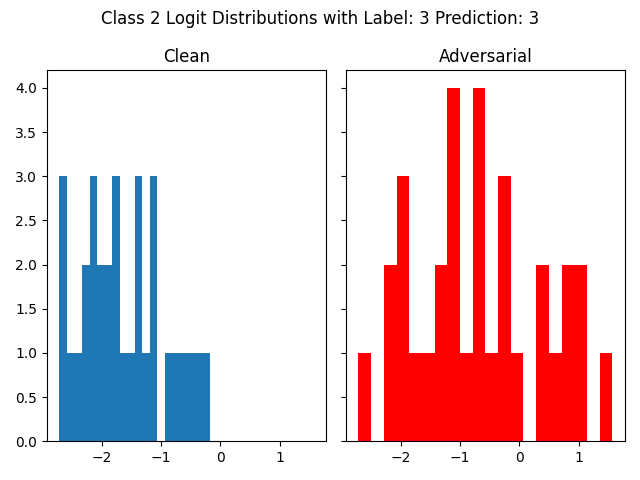 Class 2 Logit Distributions with Label: 3 Prediction: 3
Clean
Adversarial
4.0
3.5
3.0
2.5
2.0
1.5
1.0
0.5
0.0
−2 −1 0 1
−2 −1 0 1